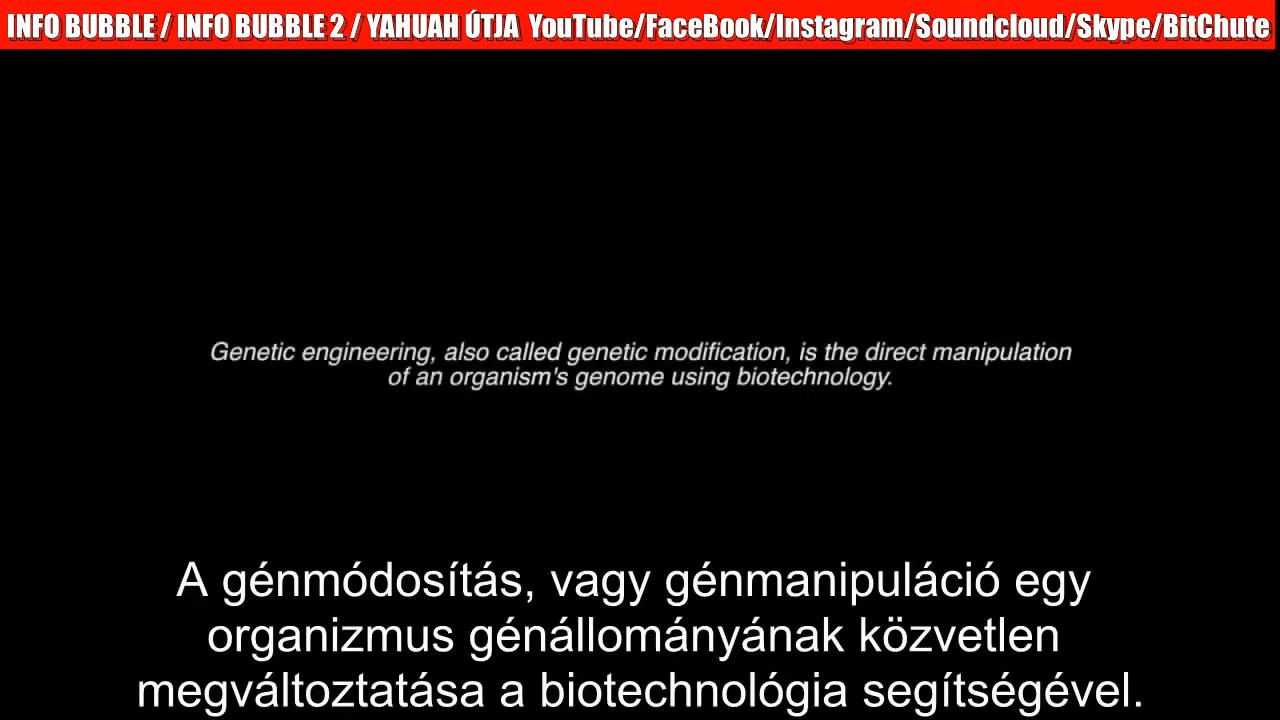 INFO BUBBLE / INFO BUBBLE 2 / YAHUAH ÚTJA YouTube/FaceBook/Instagram/Soundcloud/Skype/BitChute
Genetic engineering, also called genetic modification, is the direct manipulation
of an organism's genome using biotechnology.
A génmódosítás, vagy génmanipuláció egy
organizmus génállományának közvetlen
megváltoztatása a biotechnológia segítségével.